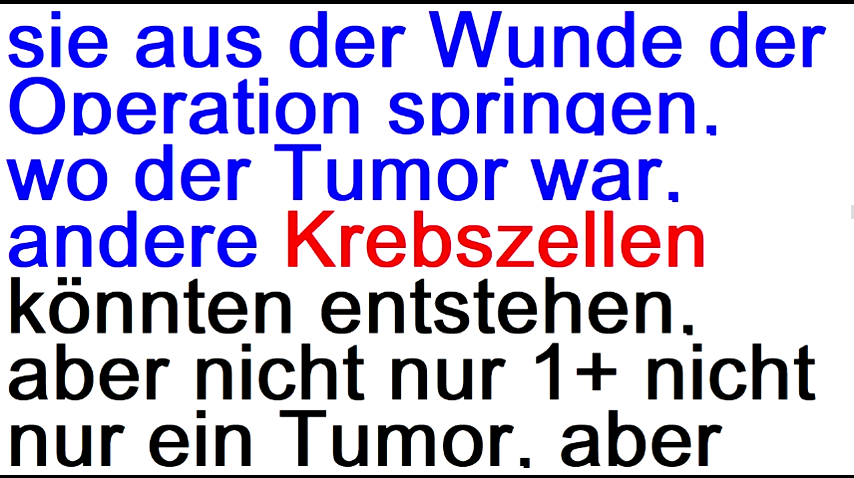 sie aus der Wunde der
Operation springen,
wo der Tumor war,
andere Krebszellen
könnten entstehen,
aber nicht nur 1+ nicht
nur ein Tumor, aber